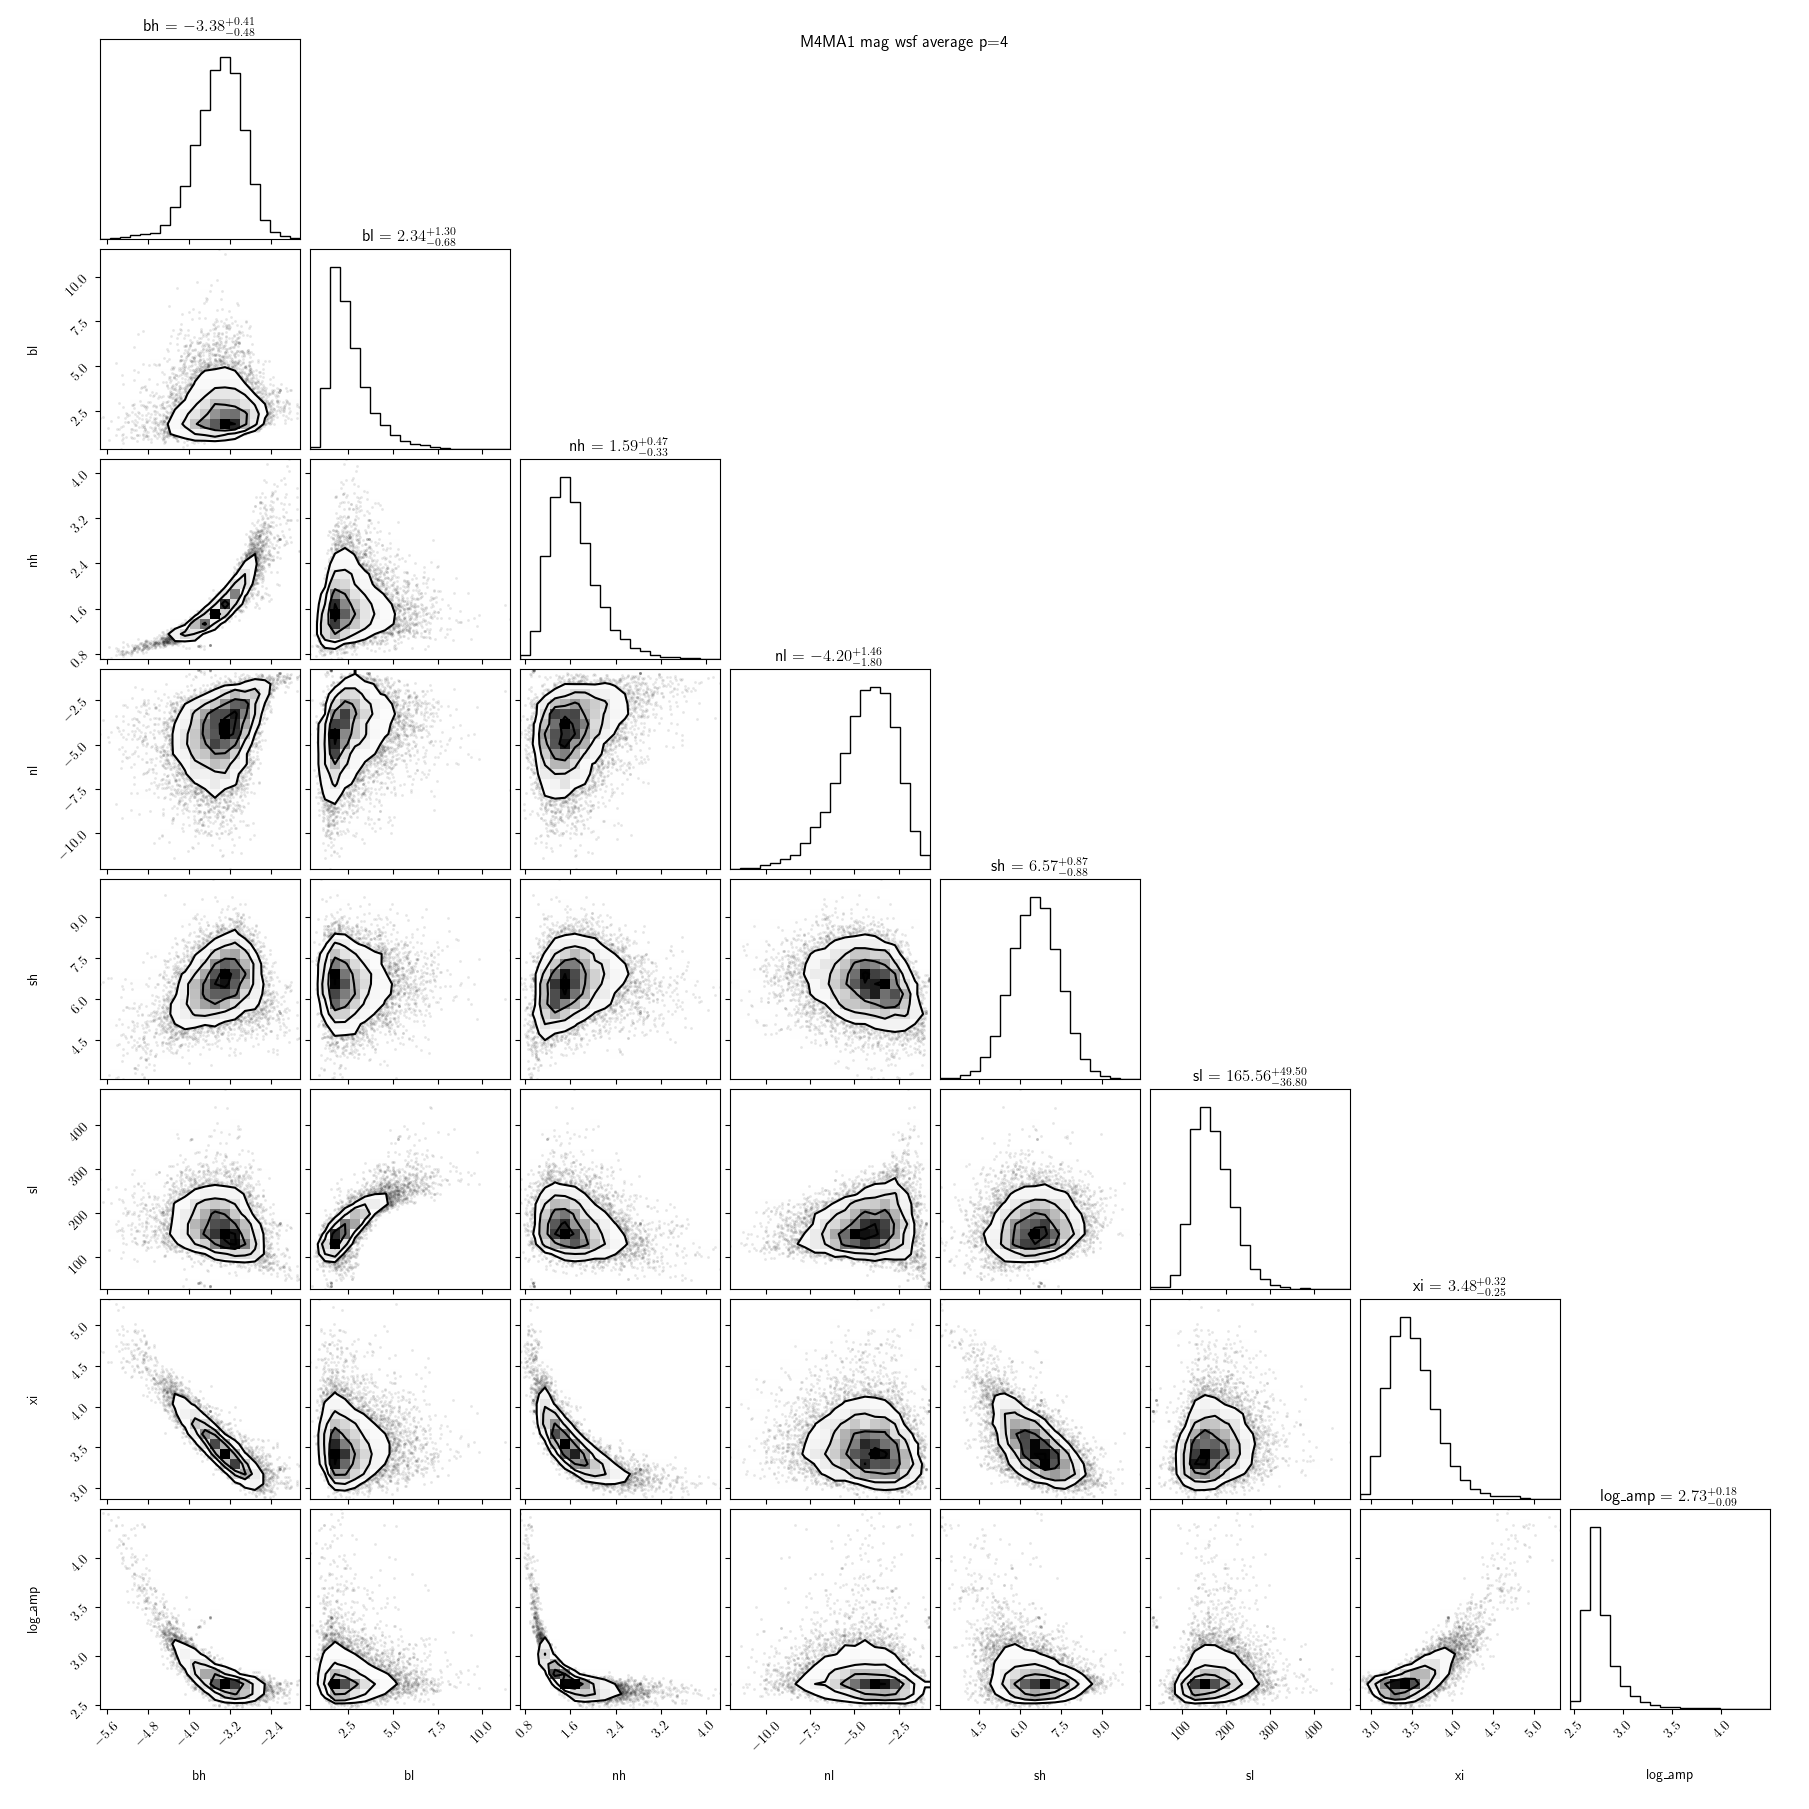 M4MA1 mag wsf average p=4
bh = −3.38 +0.41 −0.48
bl = 2.34 +1.30 −0.68
10.0
7.5
5.0
2.5
bl
nh = 1.59 +0.47 −0.33
4.0
3.2
2.4
1.6
0.8
nh
nl = −4.20 +1.46 −1.80
−2.5
−5.0
−7.5
−10.0
nl
sh = 6.57 +0.87 −0.88
9.0
7.5
6.0
4.5
sh
sl = 165.56 +49.50 −36.80
400
300
200
100
sl
xi = 3.48 +0.32 −0.25
5.0
4.5
4.0
3.5
3.0
xi
log_amp = 2.73 +0.18 −0.09
4.0
3.5
3.0
2.5
log_amp
−5.6 −4.8 −4.0 −3.2 −2.4 2.5 5.0 7.5 10.0 0.8 1.6 2.4 3.2 4.0 −10.0 −7.5 −5.0 −2.5 4.5 6.0 7.5 9.0 100 200 300 400 3.0 3.5 4.0 4.5 5.0 2.5 3.0 3.5 4.0
bh bl nh nl sh sl xi log_amp